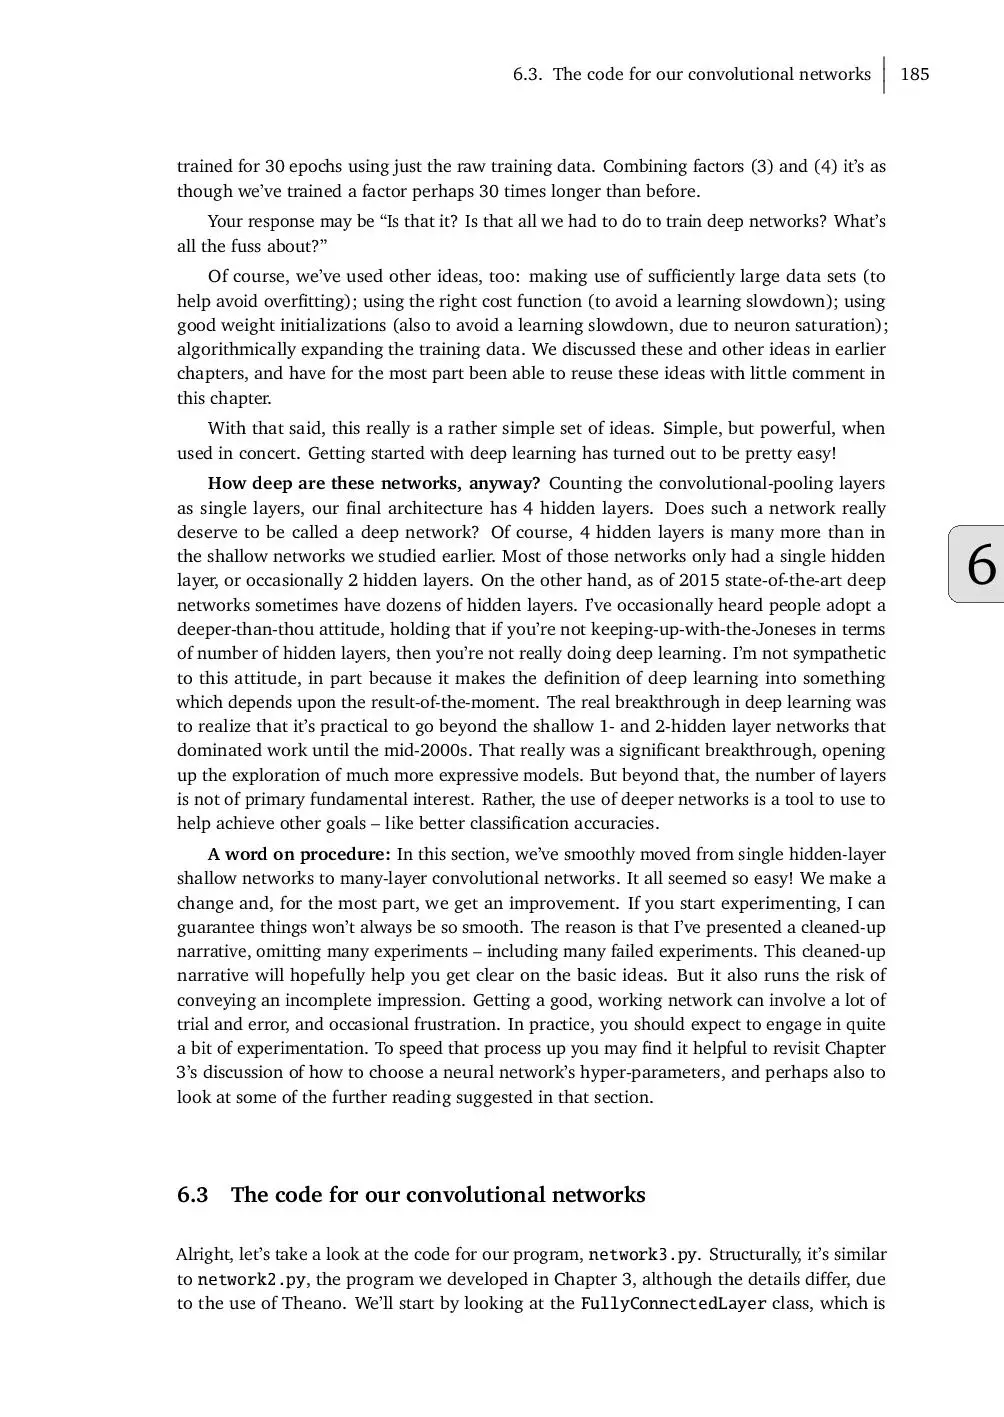 6.3. The code for our convolutional networks 185
trained for 30 epochs using just the raw training data. Combining factors (3) and (4) it’s as
though we’ve trained a factor perhaps 30 times longer than before.
Your response may be “Is that it? Is that all we had to do to train deep networks? What’s
all the fuss about?”
Of course, we’ve used other ideas, too: making use of sufficiently large data sets (to
help avoid overfitting); using the right cost function (to avoid a learning slowdown); using
good weight initializations (also to avoid a learning slowdown, due to neuron saturation);
algorithmically expanding the training data. We discussed these and other ideas in earlier
chapters, and have for the most part been able to reuse these ideas with little comment in
this chapter.
With that said, this really is a rather simple set of ideas. Simple, but powerful, when
used in concert. Getting started with deep learning has turned out to be pretty easy!
How deep are these networks, anyway? Counting the convolutional-pooling layers
as single layers, our final architecture has 4 hidden layers. Does such a network really
deserve to be called a deep network? Of course, 4 hidden layers is many more than in
the shallow networks we studied earlier. Most of those networks only had a single hidden
layer, or occasionally 2 hidden layers. On the other hand, as of 2015 state-of-the-art deep
networks sometimes have dozens of hidden layers. I’ve occasionally heard people adopt a
deeper-than-thou attitude, holding that if you’re not keeping-up-with-the-Joneses in terms
of number of hidden layers, then you’re not really doing deep learning. I’m not sympathetic
to this attitude, in part because it makes the definition of deep learning into something
which depends upon the result-of-the-moment. The real breakthrough in deep learning was
to realize that it’s practical to go beyond the shallow 1- and 2-hidden layer networks that
dominated work until the mid-2000s. That really was a significant breakthrough, opening
up the exploration of much more expressive models. But beyond that, the number of layers
is not of primary fundamental interest. Rather, the use of deeper networks is a tool to use to
help achieve other goals – like better classification accuracies.
A word on procedure: In this section, we’ve smoothly moved from single hidden-layer
shallow networks to many-layer convolutional networks. It all seemed so easy! We make a
change and, for the most part, we get an improvement. If you start experimenting, I can
guarantee things won’t always be so smooth. The reason is that I’ve presented a cleaned-up
narrative, omitting many experiments – including many failed experiments. This cleaned-up
narrative will hopefully help you get clear on the basic ideas. But it also runs the risk of
conveying an incomplete impression. Getting a good, working network can involve a lot of
trial and error, and occasional frustration. In practice, you should expect to engage in quite
a bit of experimentation. To speed that process up you may find it helpful to revisit Chapter
3’s discussion of how to choose a neural network’s hyper-parameters, and perhaps also to
look at some of the further reading suggested in that section.
6
6.3 The code for our convolutional networks
Alright, let’s take a look at the code for our program, network3.py. Structurally, it’s similar
to network2.py, the program we developed in Chapter 3, although the details differ, due
to the use of Theano. We’ll start by looking at the FullyConnectedLayer class, which is